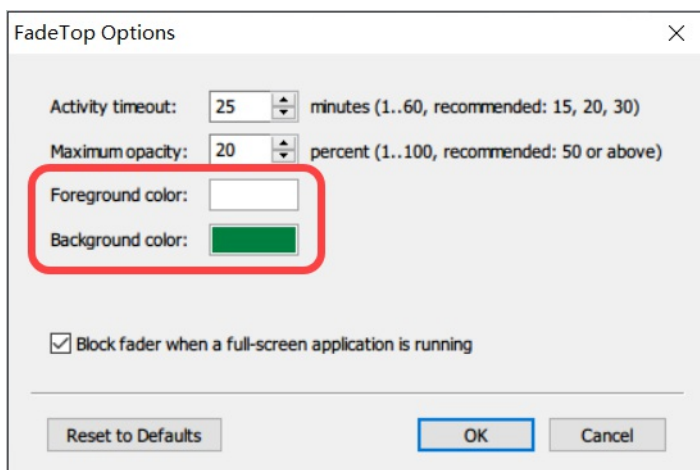 FadeTop Options
Activity timeout: 25 minutes (1..60, recommended: 15, 20, 30)
Maximum opacity: 20 percent (1..100, recommended: 50 or above)
Foreground color:
Background color:
Block fader when a full-screen application is running
Reset to Defaults OK Cancel